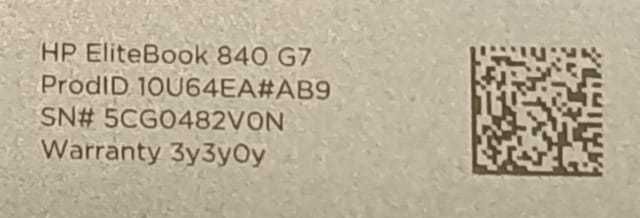 HP EliteBook 840 G7
ProdID 10U64EA#AB9
SN# 5CG0482V0N
Warranty 3y3y0y